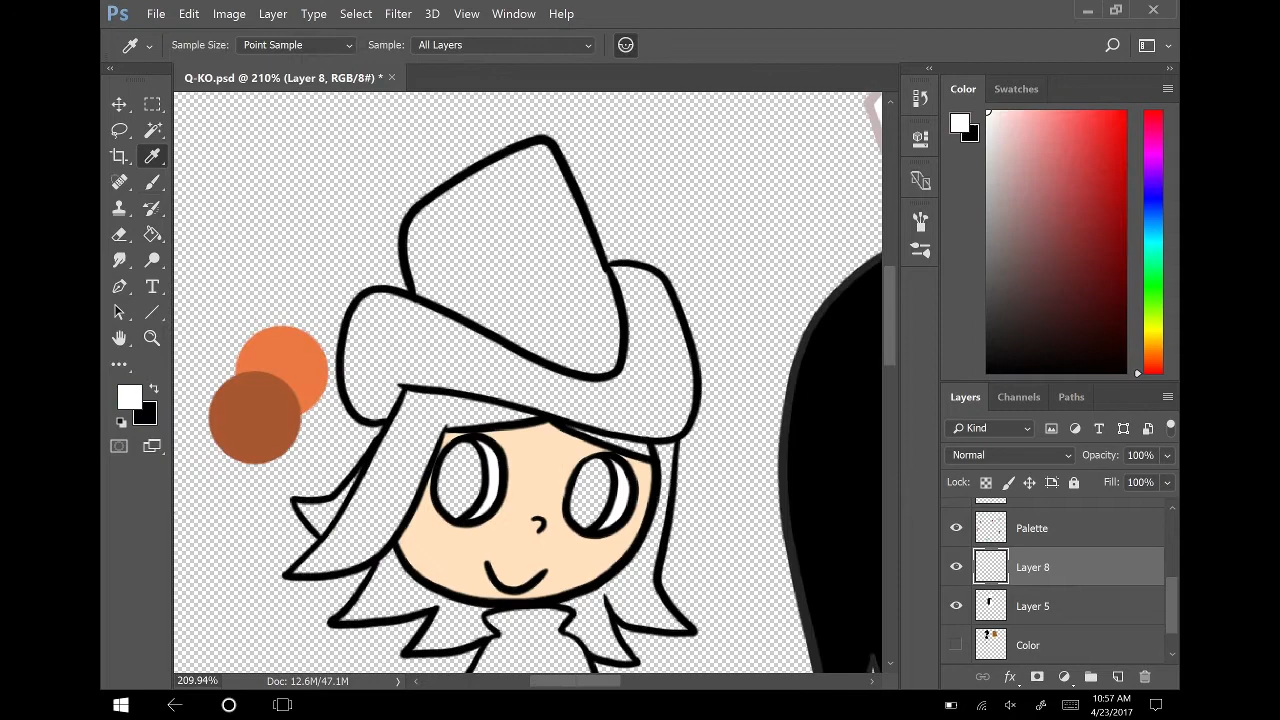 Ps File Edit Image Layer Type Select Filter 3D View Window Help
Sample Size: Point Sample Sample: All Layers
Q-KO.psd @ 210% (Layer 8, RGB/8#) *
Color Swatches
Layers Channels Paths
Kind
Normal Opacity: 100%
Lock: Fill: 100%
Palette
Layer 8
Layer 5
Color
209.94% Doc: 12.6M/47.1M
10:57 AM
4/23/2017